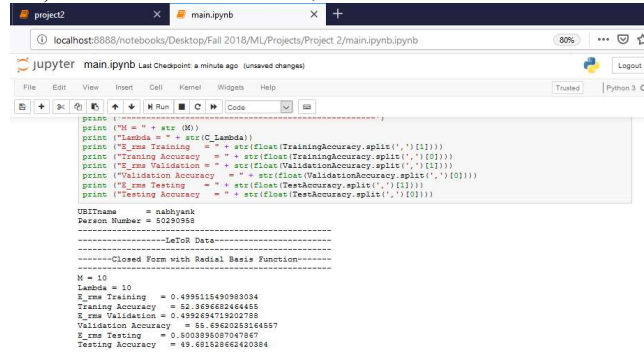 project2 × main.ipynb × +
localhost:8888/notebooks/Desktop/Fall 2018/ML/Projects/Project 2/main.ipynb.ipynb 80%
jupyter main.ipynb Last Checkpoint: a minute ago (unsaved changes) Logout
File Edit View Insert Cell Kernel Widgets Help Trusted Python 3
Run Code
print ("M = " + str (M))
print ("Lambda = " + str(C_Lambda))
print ("E_rms Training = " + str(float(TrainingAccuracy.split(',')[1])))
print ("Traning Accuracy = " + str(float(TrainingAccuracy.split(',')[0])))
print ("E_rms Validation = " + str(float(ValidationAccuracy.split(',')[1])))
print ("Validation Accuracy = " + str(float(ValidationAccuracy.split(',')[0])))
print ("E_rms Testing = " + str(float(TestAccuracy.split(',')[1])))
print ("Testing Accuracy = " + str(float(TestAccuracy.split(',')[0])))
UBITname = nabhyank
Person Number = 50290958
----------------------------------------------------
------------------LeToR Data------------------------
----------------------------------------------------
-------Closed Form with Radial Basis Function-------
----------------------------------------------------
M = 10
Lambda = 10
E_rms Training = 0.4995115490983034
Traning Accuracy = 52.3696682464455
E_rms Validation = 0.4992694719202788
Validation Accuracy = 55.69620253164557
E_rms Testing = 0.5003895087047867
Testing Accuracy = 49.681528662420384